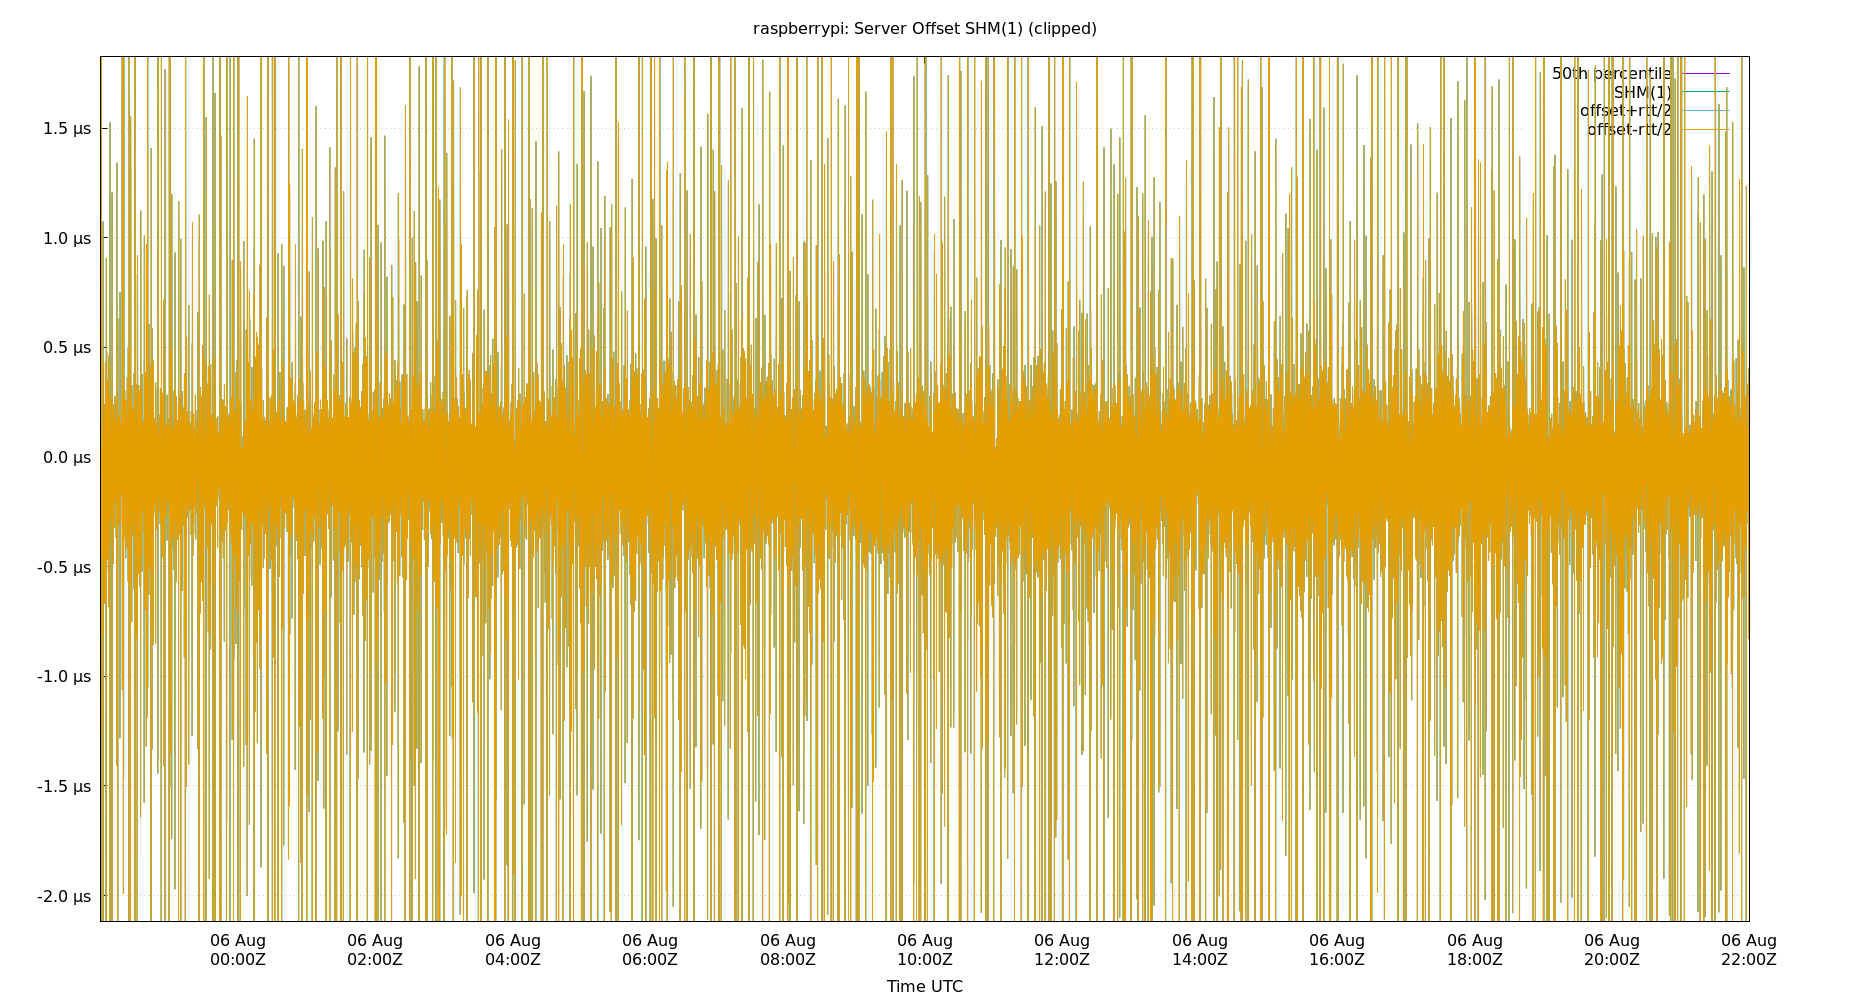 raspberrypi: Server Offset SHM(1) (clipped)
50th percentile
SHM(1)
offset+rtt/2
offset-rtt/2
1.5 µs
1.0 µs
0.5 µs
0.0 µs
-0.5 µs
-1.0 µs
-1.5 µs
-2.0 µs
06 Aug 06 Aug 06 Aug 06 Aug 06 Aug 06 Aug 06 Aug 06 Aug 06 Aug 06 Aug 06 Aug 06 Aug
00:00Z 02:00Z 04:00Z 06:00Z 08:00Z 10:00Z 12:00Z 14:00Z 16:00Z 18:00Z 20:00Z 22:00Z
Time UTC